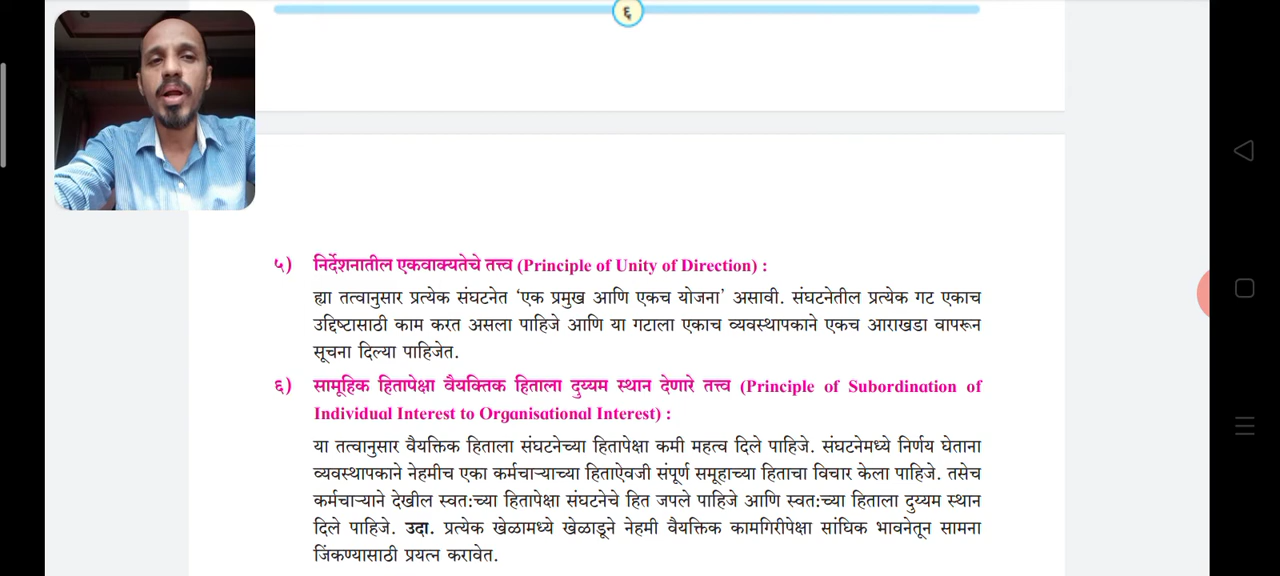 ६
५) निर्देशनातील एकवाक्यतेचे तत्त्व (Principle of Unity of Direction) :
ह्या तत्वानुसार प्रत्येक संघटनेत ‘एक प्रमुख आणि एकच योजना’ असावी. संघटनेतील प्रत्येक गट एकाच
उद्दिष्टासाठी काम करत असला पाहिजे आणि या गटाला एकाच व्यवस्थापकाने एकच आराखडा वापरून
सूचना दिल्या पाहिजेत.
६) सामूहिक हितापेक्षा वैयक्तिक हिताला दुय्यम स्थान देणारे तत्त्व (Principle of Subordination of
Individual Interest to Organisational Interest) :
या तत्वानुसार वैयक्तिक हिताला संघटनेच्या हितापेक्षा कमी महत्व दिले पाहिजे. संघटनेमध्ये निर्णय घेताना
व्यवस्थापकाने नेहमीच एका कर्मचाऱ्याच्या हिताऐवजी संपूर्ण समूहाच्या हिताचा विचार केला पाहिजे. तसेच
कर्मचाऱ्याने देखील स्वत:च्या हितापेक्षा संघटनेचे हित जपले पाहिजे आणि स्वत:च्या हिताला दुय्यम स्थान
दिले पाहिजे. उदा. प्रत्येक खेळामध्ये खेळाडूने नेहमी वैयक्तिक कामगिरीपेक्षा सांघिक भावनेतून सामना
जिंकण्यासाठी प्रयत्न करावेत.